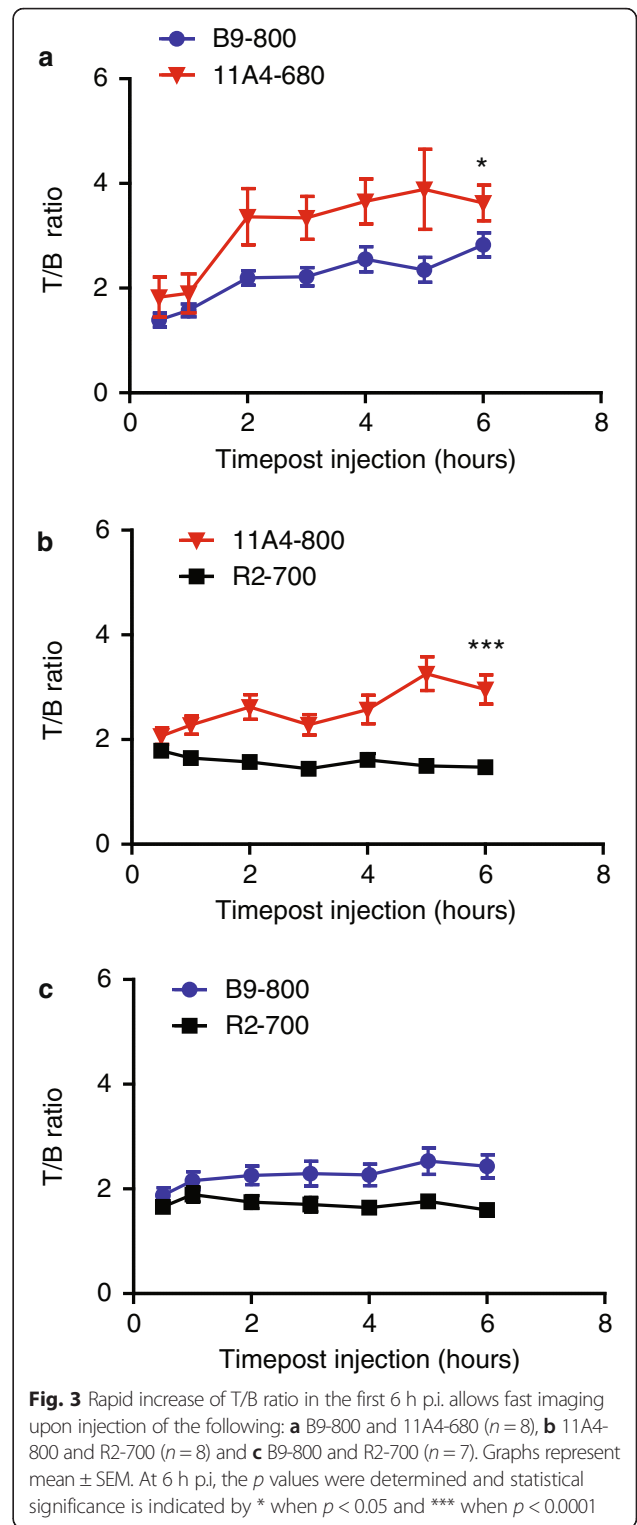 a
B9-800
11A4-680
6
4
2
0
T/B ratio
*
0 2 4 6 8
Timepost injection (hours)
b
11A4-800
R2-700
6
4
2
0
T/B ratio
***
0 2 4 6 8
Timepost injection (hours)
c
B9-800
R2-700
6
4
2
0
T/B ratio
0 2 4 6 8
Timepost injection (hours)
Fig. 3 Rapid increase of T/B ratio in the first 6 h p.i. allows fast imaging
upon injection of the following: a B9-800 and 11A4-680 (n = 8), b 11A4-
800 and R2-700 (n = 8) and c B9-800 and R2-700 (n = 7). Graphs represent
mean ± SEM. At 6 h p.i, the p values were determined and statistical
significance is indicated by * when p < 0.05 and *** when p < 0.0001